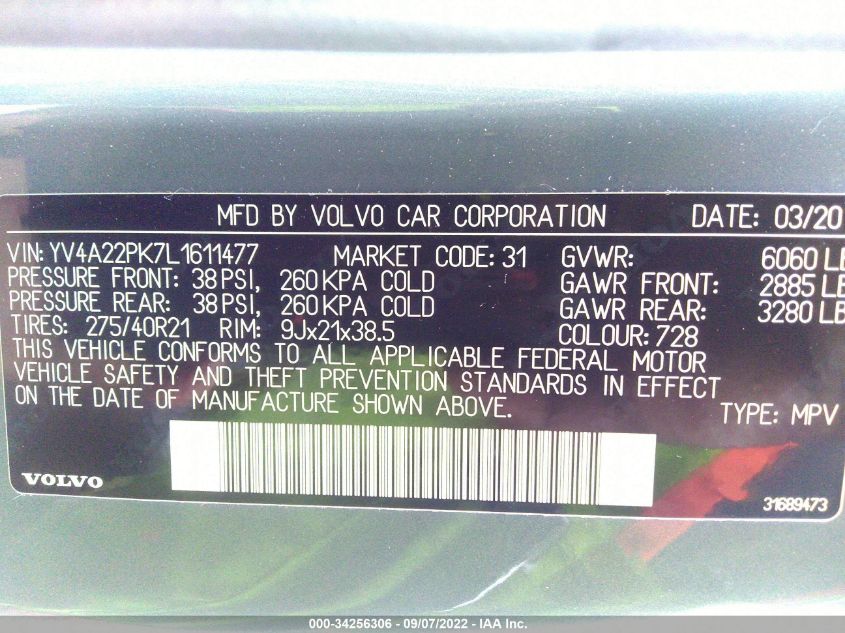 MFD BY VOLVO CAR CORPORATION DATE: 03/20
VIN: YV4A22PK7L1611477 MARKET CODE: 31 GVWR: 6060 LB
PRESSURE FRONT: 38 PSI, 260 KPA COLD GAWR FRONT: 2885 LB
PRESSURE REAR: 38 PSI, 260 KPA COLD GAWR REAR: 3280 LB
TIRES: 275/40R21 RIM: 9Jx21x38.5 COLOUR: 728
THIS VEHICLE CONFORMS TO ALL APPLICABLE FEDERAL MOTOR
VEHICLE SAFETY AND THEFT PREVENTION STANDARDS IN EFFECT
ON THE DATE OF MANUFACTURE SHOWN ABOVE.
TYPE: MPV
VOLVO
31689473
000-34256306 - 09/07/2022 - IAA Inc.